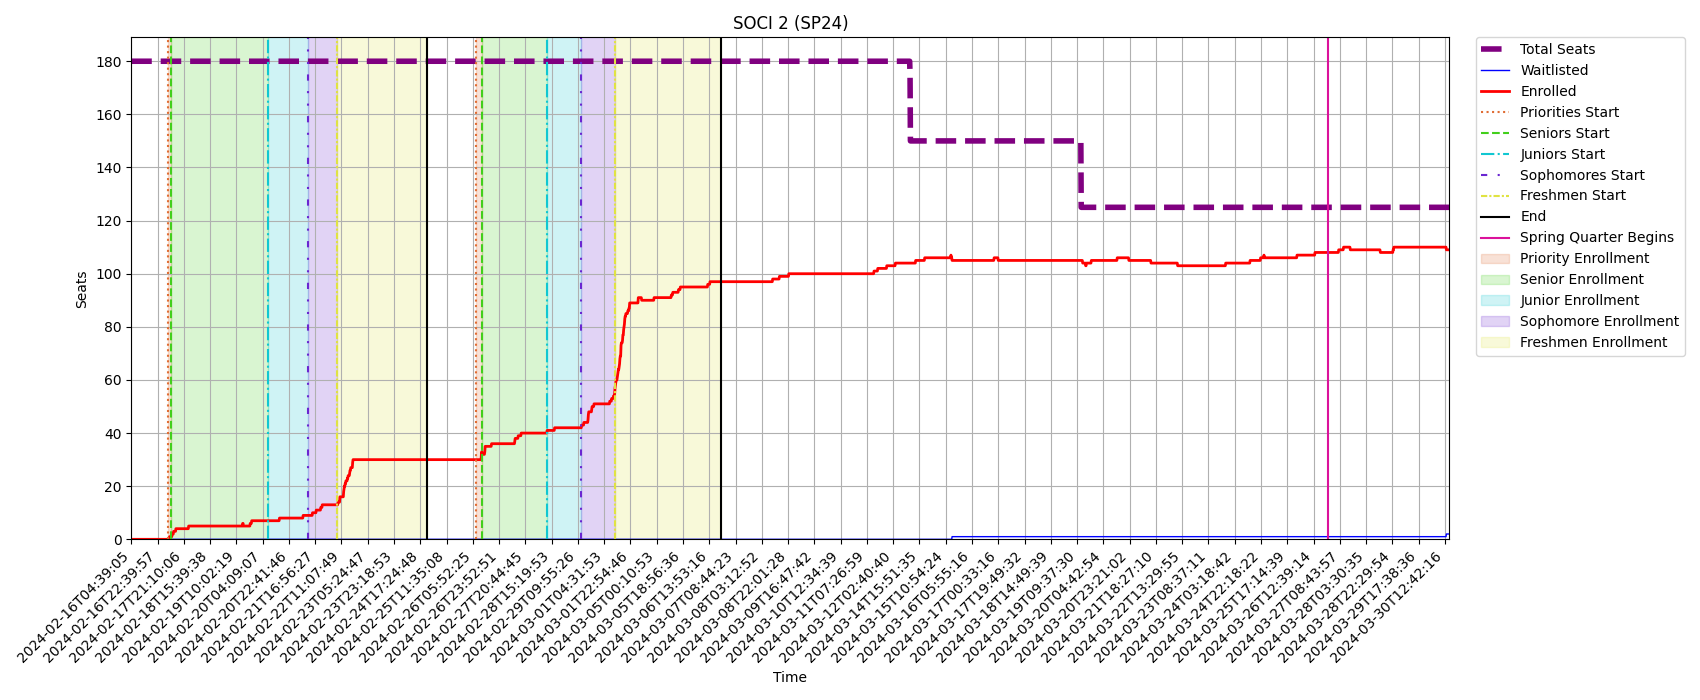 SOCI 2 (SP24)
Seats
180
160
140
120
100
80
60
40
20
0
2024-02-16T04:39:05
2024-02-16T22:39:57
2024-02-17T21:10:06
2024-02-18T15:39:38
2024-02-19T10:02:19
2024-02-20T04:09:07
2024-02-20T22:41:46
2024-02-21T16:56:27
2024-02-22T11:07:49
2024-02-23T05:24:47
2024-02-23T23:18:53
2024-02-24T17:24:48
2024-02-25T11:35:08
2024-02-26T05:52:25
2024-02-26T23:52:51
2024-02-27T20:44:45
2024-02-28T15:19:53
2024-02-29T09:55:26
2024-03-01T04:31:53
2024-03-01T22:54:46
2024-03-05T00:10:53
2024-03-05T18:56:36
2024-03-06T13:53:16
2024-03-07T08:44:23
2024-03-08T03:12:52
2024-03-08T22:01:28
2024-03-09T16:47:42
2024-03-10T12:34:39
2024-03-11T07:26:59
2024-03-12T02:40:40
2024-03-14T15:51:35
2024-03-15T10:54:24
2024-03-16T05:55:16
2024-03-17T00:33:16
2024-03-17T19:49:32
2024-03-18T14:49:39
2024-03-19T09:37:30
2024-03-20T04:42:54
2024-03-20T23:21:02
2024-03-21T18:27:10
2024-03-22T13:29:55
2024-03-23T08:37:11
2024-03-24T03:18:42
2024-03-24T22:18:22
2024-03-25T17:14:39
2024-03-26T12:39:14
2024-03-27T08:43:57
2024-03-28T03:30:35
2024-03-28T22:29:54
2024-03-29T17:38:36
2024-03-30T12:42:16
Time
Total Seats
Waitlisted
Enrolled
Priorities Start
Seniors Start
Juniors Start
Sophomores Start
Freshmen Start
End
Spring Quarter Begins
Priority Enrollment
Senior Enrollment
Junior Enrollment
Sophomore Enrollment
Freshmen Enrollment